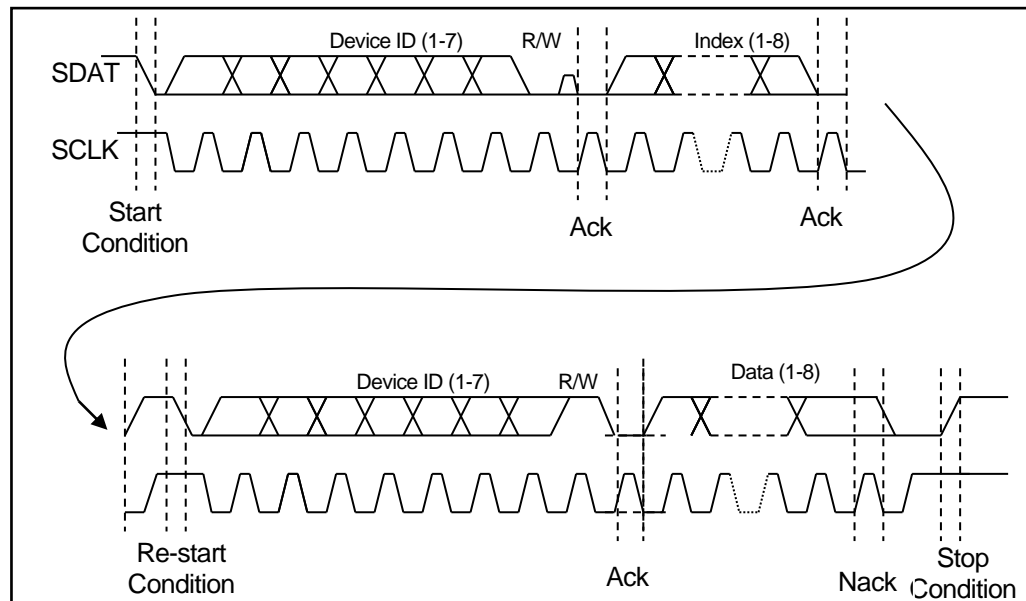 Device ID (1-7)
R/W
Index (1-8)
SDAT
SCLK
Start
Condition
Ack
Ack
Device ID (1-7)
R/W
Data (1-8)
Re-start
Condition
Ack
Nack
Stop
Condition